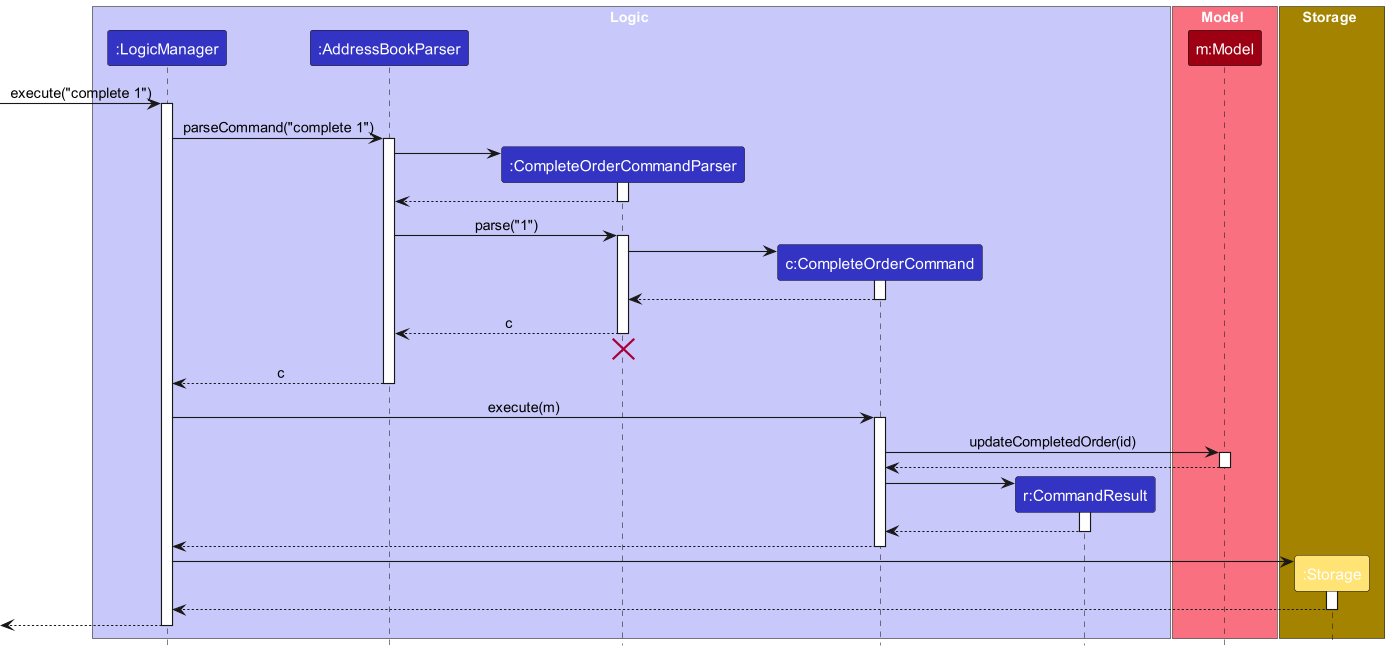 Logic
Model
Storage
:LogicManager
:AddressBookParser
m:Model
execute("complete 1")
parseCommand("complete 1")
:CompleteOrderCommandParser
parse("1")
c:CompleteOrderCommand
c
c
execute(m)
updateCompletedOrder(id)
r:CommandResult
:Storage